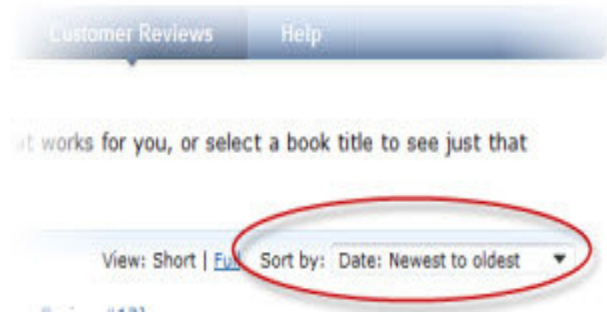 Customer Reviews Help
works for you, or select a book title to see just that
View: Short | Full Sort by: Date: Newest to oldest